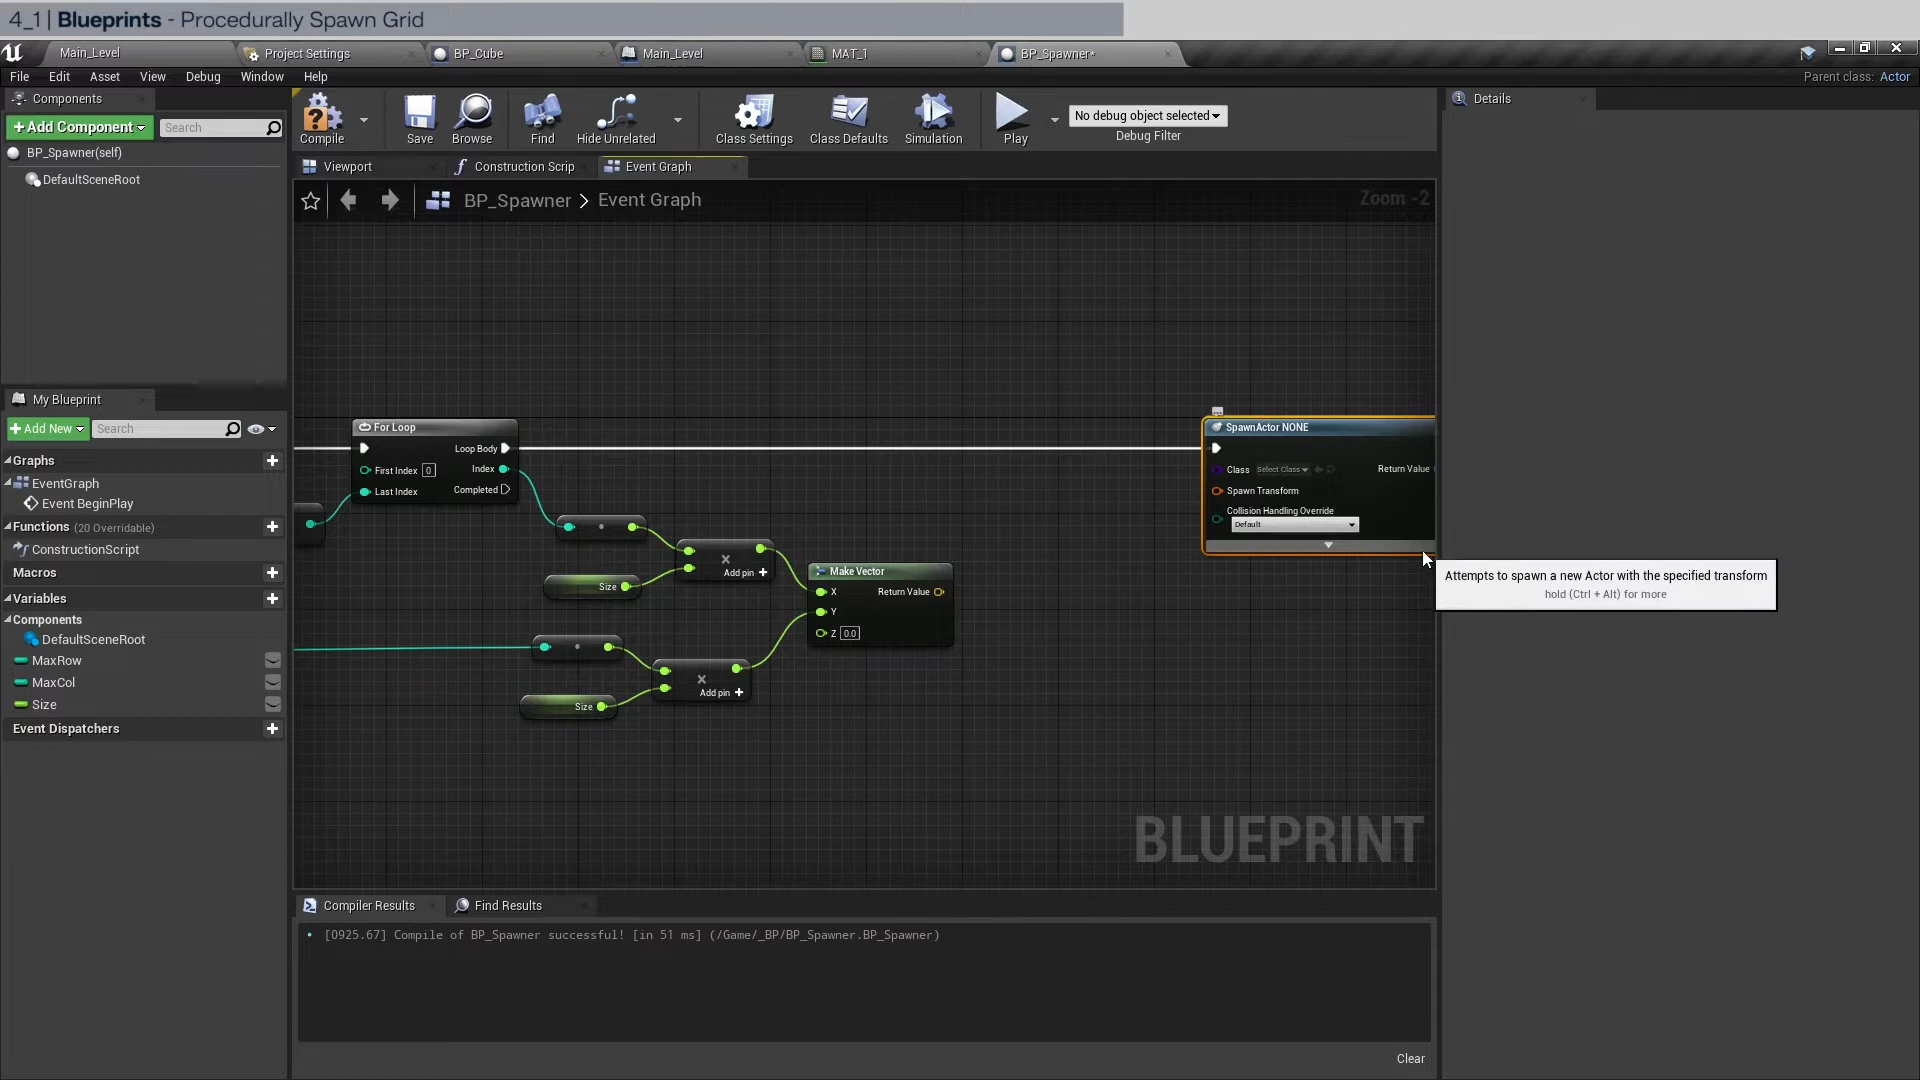 4_1 | Blueprints - Procedurally Spawn Grid
Main_Level
Project Settings
BP_Cube
Main_Level
MAT_1
BP_Spawner*
File Edit Asset View Debug Window Help
Parent class: Actor
Components
+Add Component
Search
BP_Spawner(self)
DefaultSceneRoot
Compile
Save
Browse
Find
Hide Unrelated
Class Settings
Class Defaults
Simulation
Play
No debug object selected
Debug Filter
Details
Viewport
Construction Scrip
Event Graph
BP_Spawner > Event Graph
Zoom -2
My Blueprint
+Add New
Search
Graphs
EventGraph
Event BeginPlay
Functions (20 Overridable)
ConstructionScript
Macros
Variables
Components
DefaultSceneRoot
MaxRow
MaxCol
Size
Event Dispatchers
For Loop
Loop Body
First Index 0
Index
Last Index
Completed
Add pin +
Size
Make Vector
X
Return Value
Y
Z 0.0
Add pin +
Size
SpawnActor NONE
Class Select Class
Return Value
Spawn Transform
Collision Handling Override
Default
Attempts to spawn a new Actor with the specified transform
hold (Ctrl + Alt) for more
BLUEPRINT
Compiler Results
Find Results
[0925.67] Compile of BP_Spawner successful! [in 51 ms] (/Game/_BP/BP_Spawner.BP_Spawner)
Clear